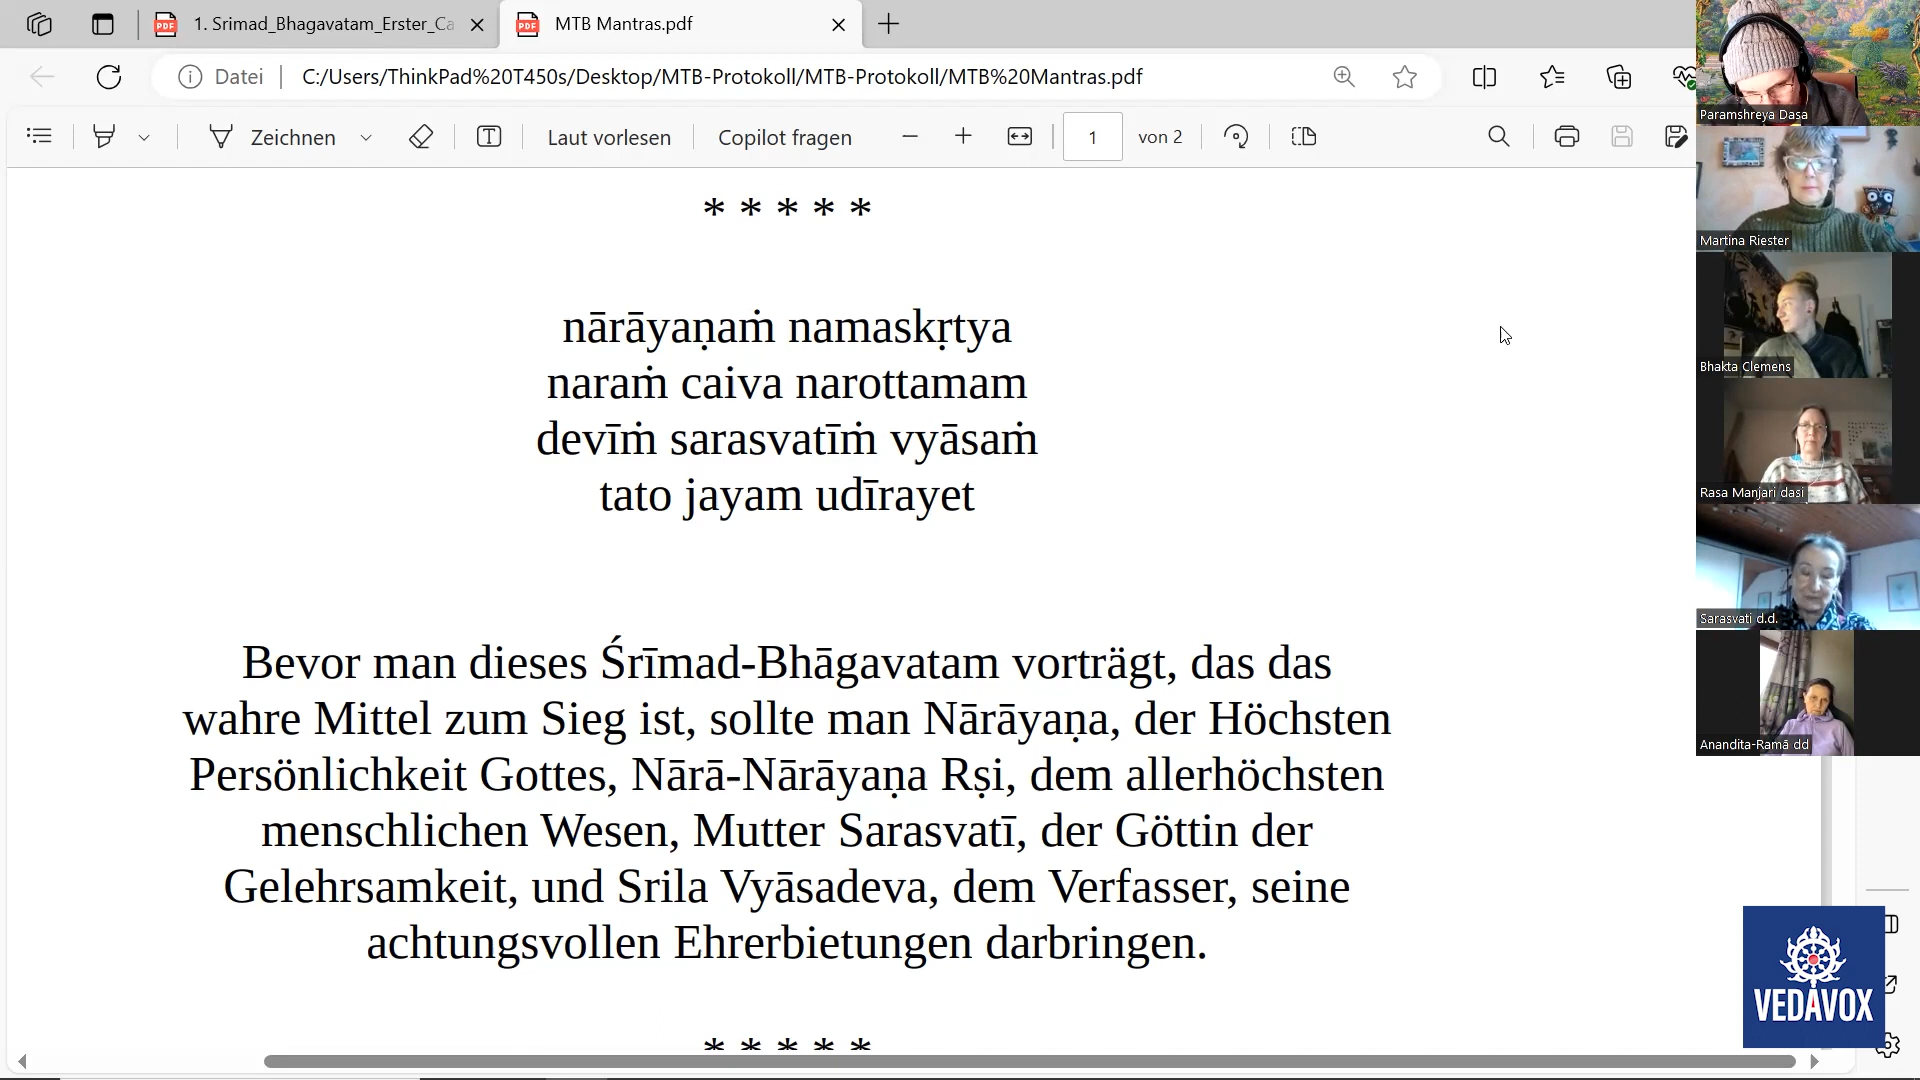 1. Srimad_Bhagavatam_Erster_Ca
MTB Mantras.pdf
Datei
C:/Users/ThinkPad%20T450s/Desktop/MTB-Protokoll/MTB-Protokoll/MTB%20Mantras.pdf
Zeichnen
Laut vorlesen
Copilot fragen
1
von 2
* * * * *
nārāyaṇaṁ namaskṛtya
naraṁ caiva narottamam
devīṁ sarasvatīṁ vyāsaṁ
tato jayam udīrayet
Bevor man dieses Śrīmad-Bhāgavatam vorträgt, das das
wahre Mittel zum Sieg ist, sollte man Nārāyaṇa, der Höchsten
Persönlichkeit Gottes, Nārā-Nārāyaṇa Rṣi, dem allerhöchsten
menschlichen Wesen, Mutter Sarasvatī, der Göttin der
Gelehrsamkeit, und Srila Vyāsadeva, dem Verfasser, seine
achtungsvollen Ehrerbietungen darbringen.
* * * * *
Paramshreya Dasa
Martina Riester
Bhakta Clemens
Rasa Manjari dasi
Sarasvati d.d.
Anandita-Ramā dd
VEDAVOX